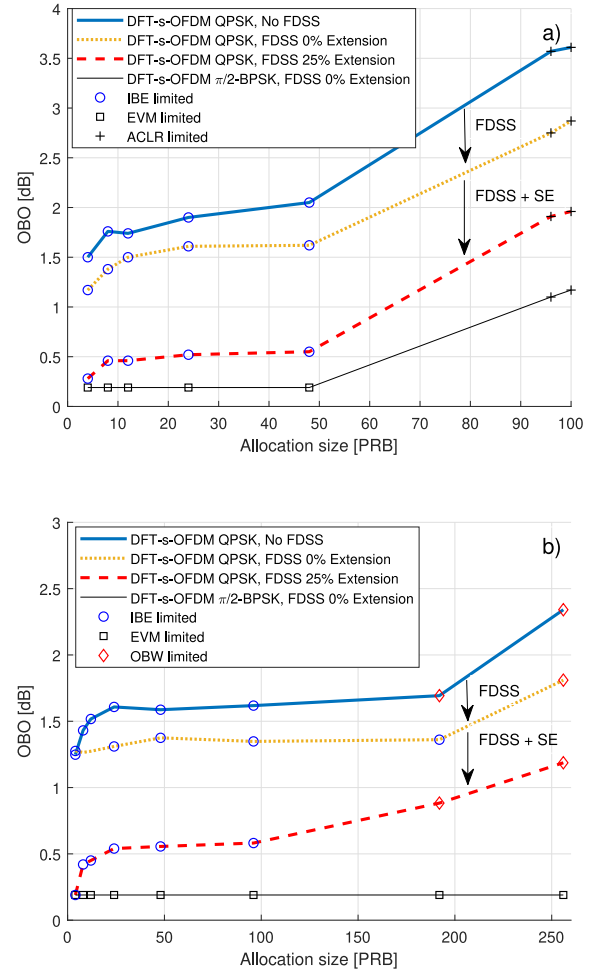 a)
DFT-s-OFDM QPSK, No FDSS
DFT-s-OFDM QPSK, FDSS 0% Extension
DFT-s-OFDM QPSK, FDSS 25% Extension
DFT-s-OFDM π/2-BPSK, FDSS 0% Extension
IBE limited
EVM limited
ACLR limited
FDSS
FDSS + SE
OBO [dB]
4
3.5
3
2.5
2
1.5
1
0.5
0
0 10 20 30 40 50 60 70 80 90 100
Allocation size [PRB]
b)
DFT-s-OFDM QPSK, No FDSS
DFT-s-OFDM QPSK, FDSS 0% Extension
DFT-s-OFDM QPSK, FDSS 25% Extension
DFT-s-OFDM π/2-BPSK, FDSS 0% Extension
IBE limited
EVM limited
OBW limited
FDSS
FDSS + SE
OBO [dB]
3
2.5
2
1.5
1
0.5
0
0 50 100 150 200 250
Allocation size [PRB]